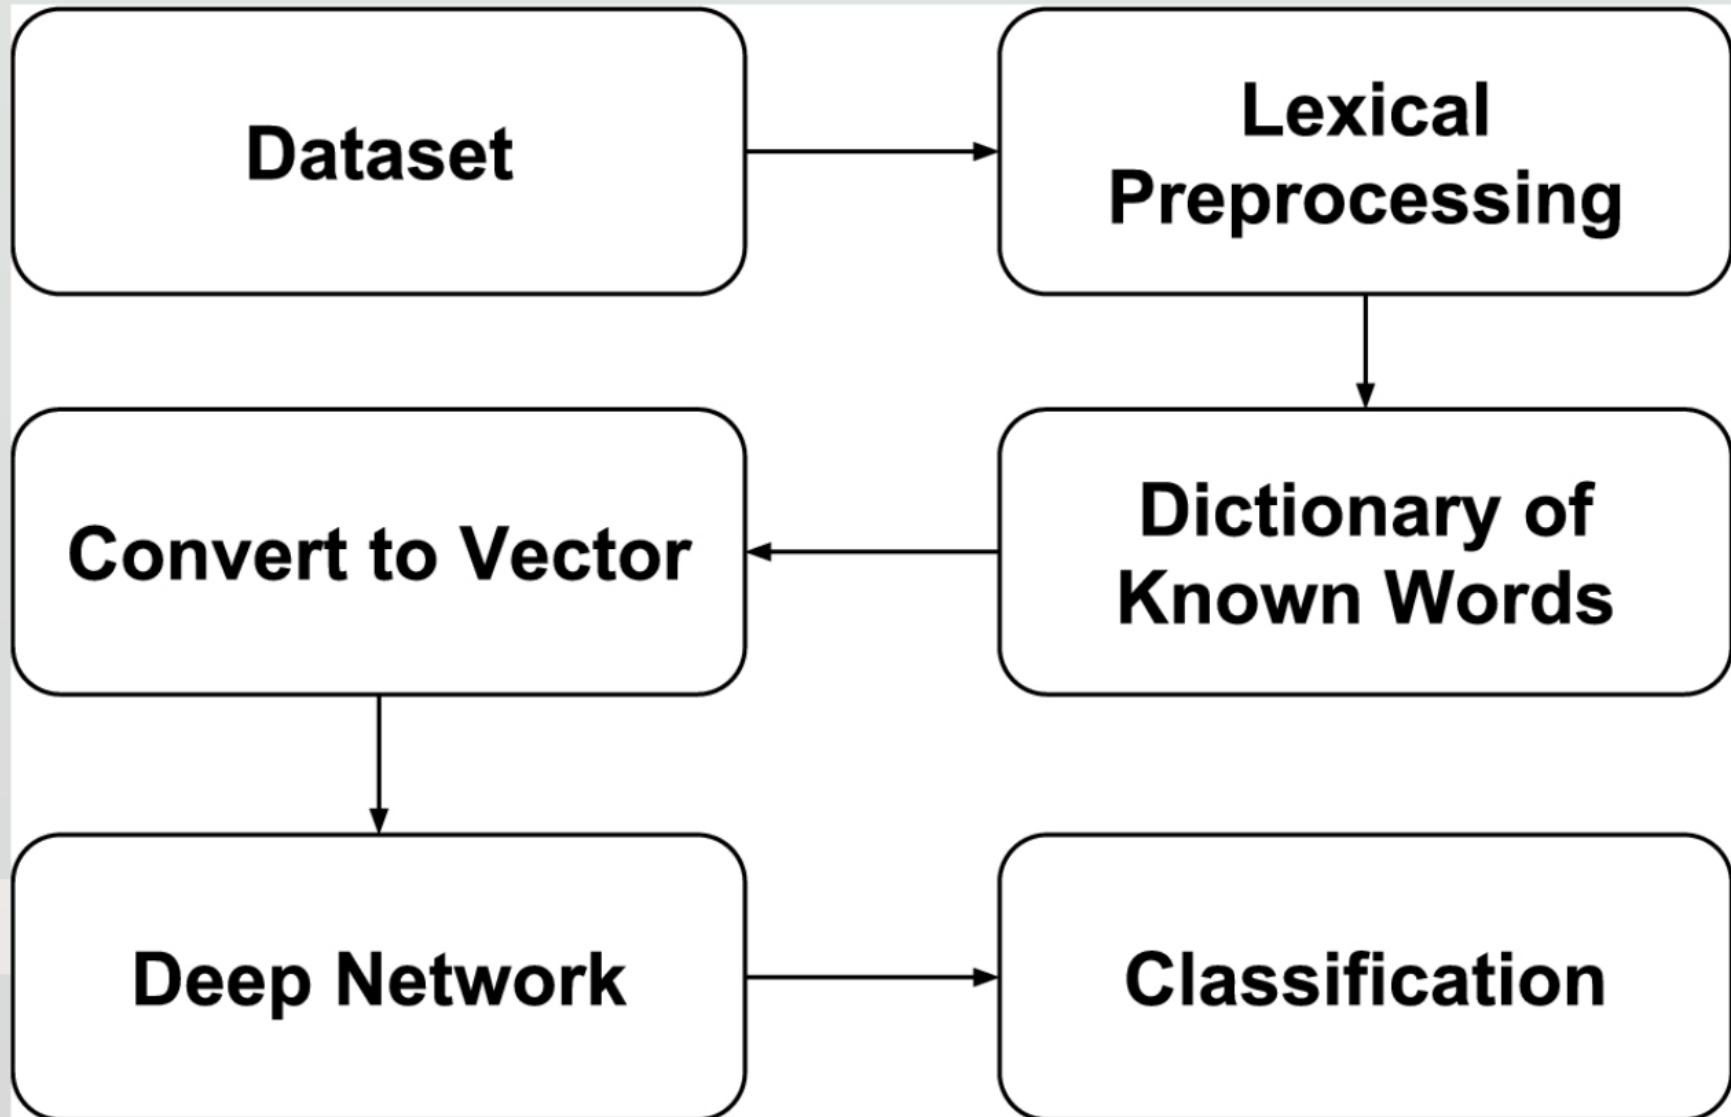 Dataset
Lexical
Preprocessing
Dictionary of
Known Words
Convert to Vector
Deep Network
Classification